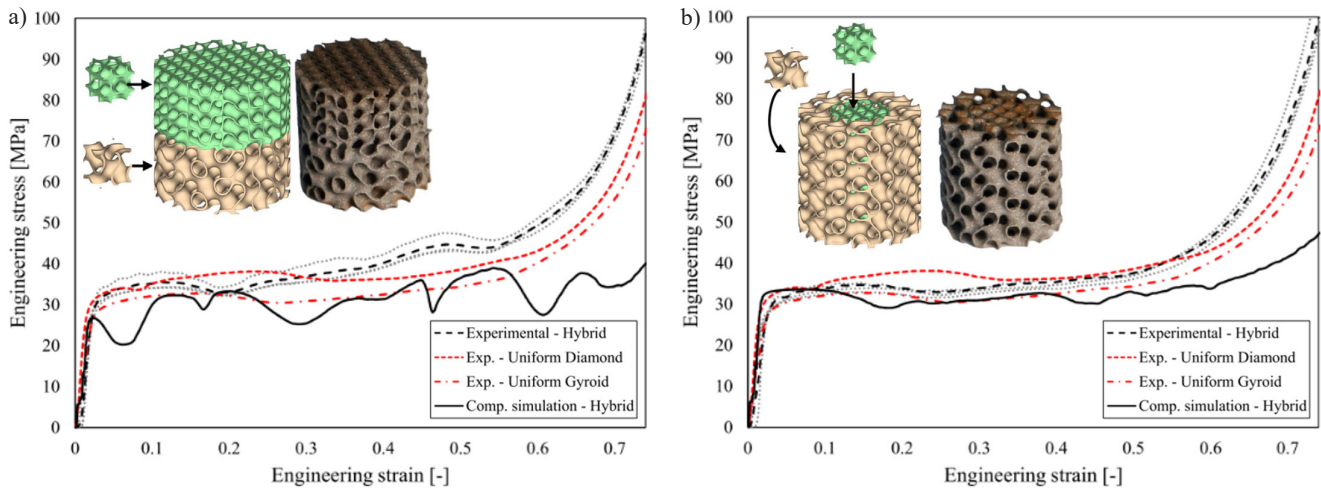 a)
100
90
80
70
60
50
40
30
20
10
0
Engineering stress [MPa]
0 0.1 0.2 0.3 0.4 0.5 0.6 0.7
Engineering strain [-]
Experimental - Hybrid
Exp. - Uniform Diamond
Exp. - Uniform Gyroid
Comp. simulation - Hybrid
b)
100
90
80
70
60
50
40
30
20
10
0
Engineering stress [MPa]
0 0.1 0.2 0.3 0.4 0.5 0.6 0.7
Engineering strain [-]
Experimental - Hybrid
Exp. - Uniform Diamond
Exp. - Uniform Gyroid
Comp. simulation - Hybrid